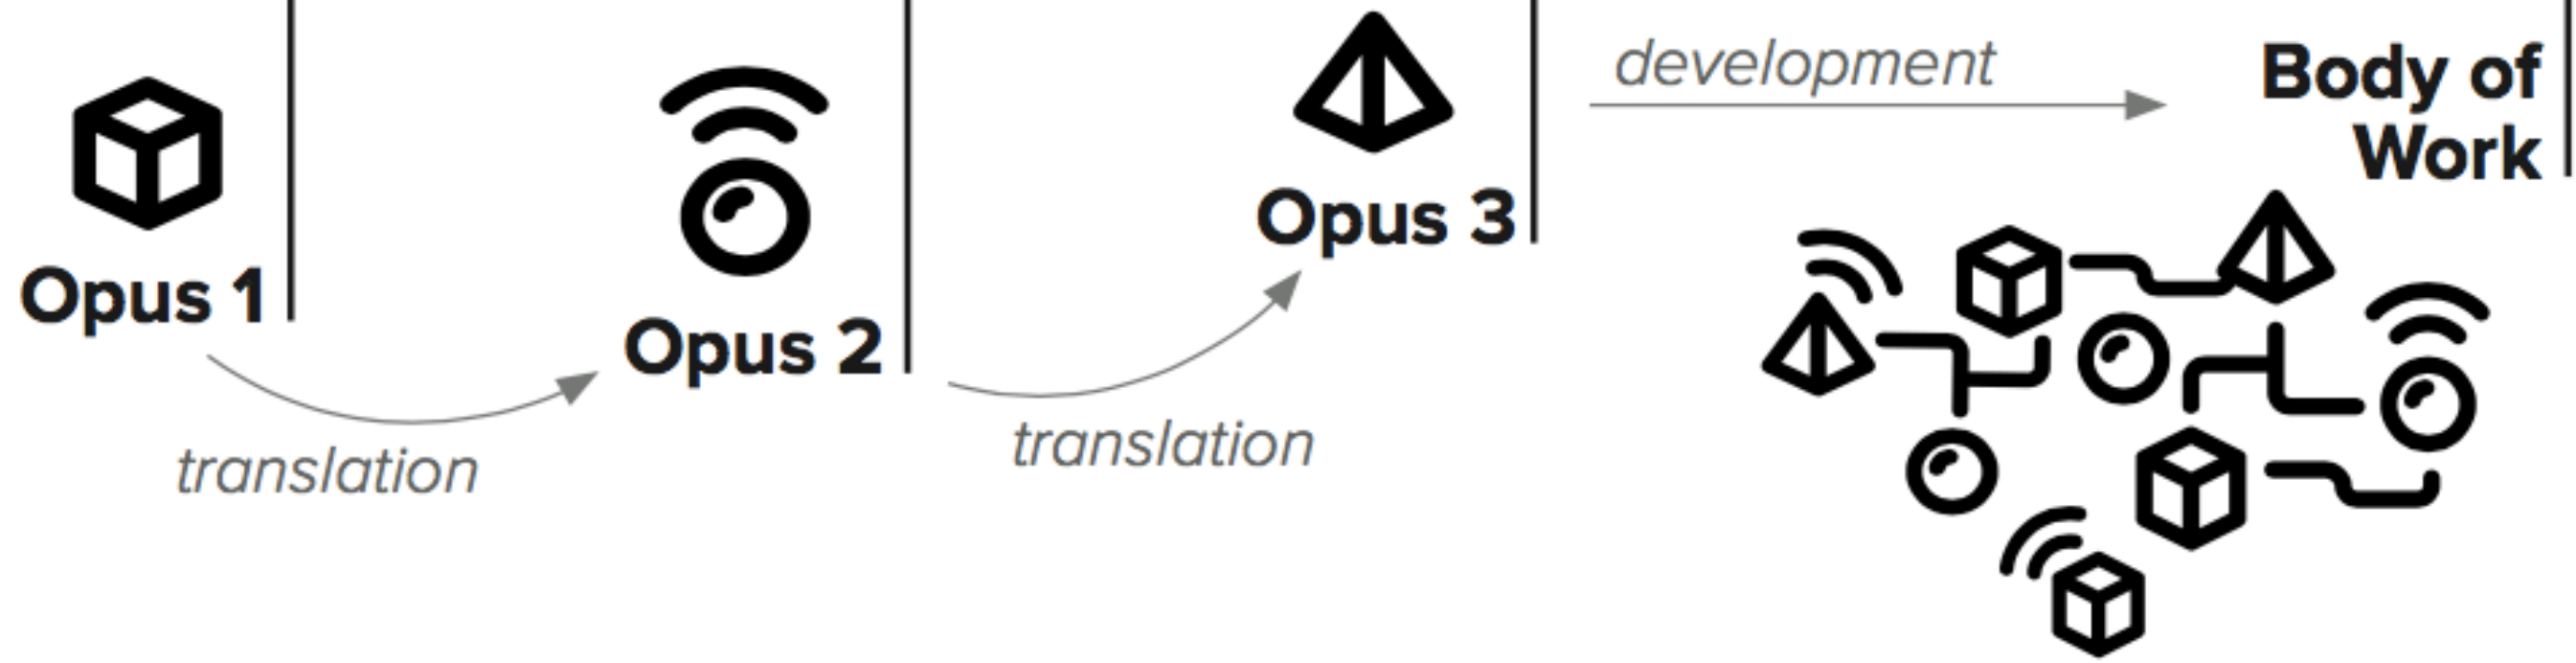 Opus 1
translation
Opus 2
translation
Opus 3
development
Body of
Work